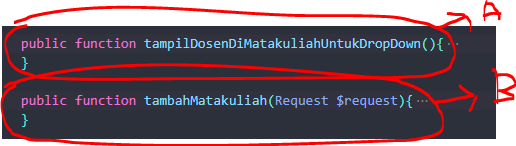 A
public function tampilDosenDiMatakuliahUntukDropDown(){···
}
public function tambahMatakuliah(Request $request){···
}
B